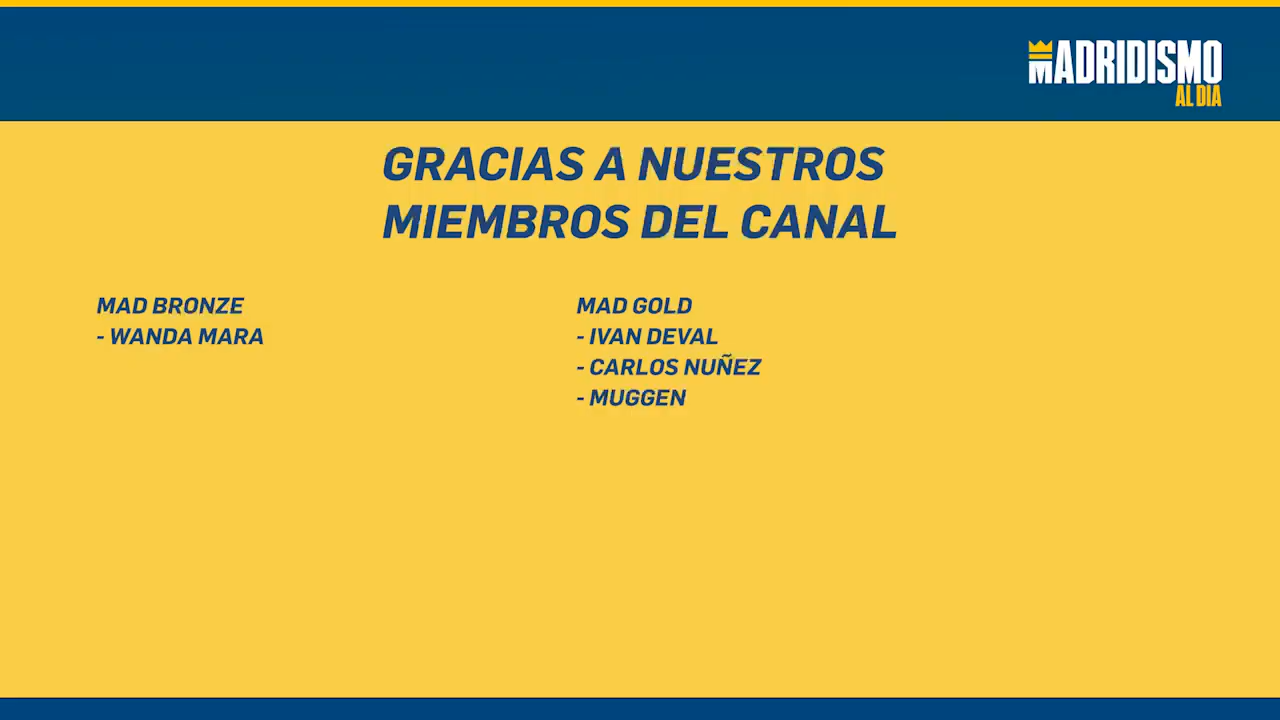 MADRIDISMO
AL DIA
GRACIAS A NUESTROS
MIEMBROS DEL CANAL
MAD BRONZE
- WANDA MARA
MAD GOLD
- IVAN DEVAL
- CARLOS NUÑEZ
- MUGGEN